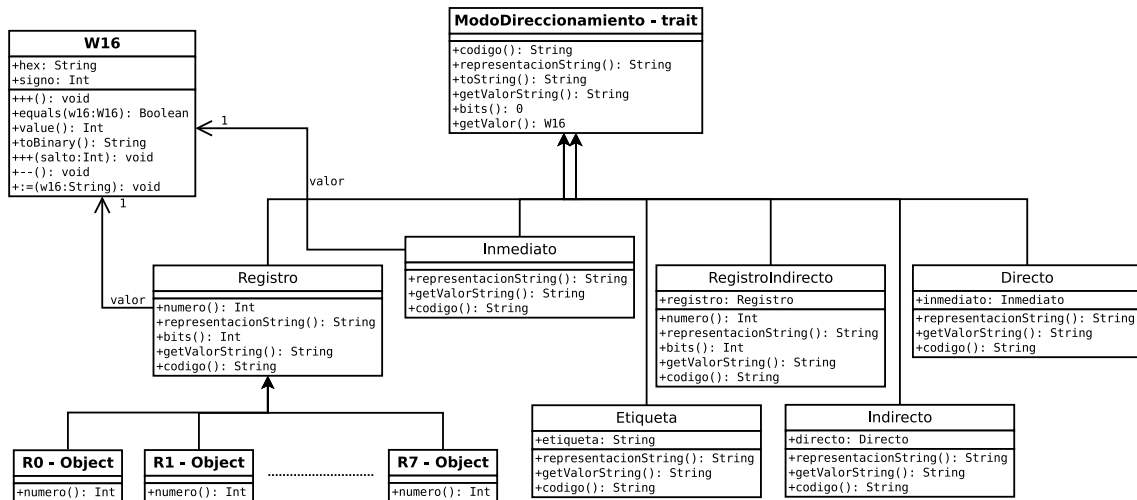 ModoDireccionamiento - trait
+codigo(): String
+representacionString(): String
+toString(): String
+getValorString(): String
+bits(): 0
+getValor(): W16
W16
+hex: String
+signo: Int
+++(): void
+equals(w16:W16): Boolean
+value(): Int
+toBinary(): String
+++(salto:Int): void
+--(): void
+:=(w16:String): void
1
valor
1
valor
Inmediato
+representacionString(): String
+getValorString(): String
+codigo(): String
Registro
+numero(): Int
+representacionString(): String
+bits(): Int
+getValorString(): String
+codigo(): String
RegistroIndirecto
+registro: Registro
+numero(): Int
+representacionString(): String
+bits(): Int
+getValorString(): String
+codigo(): String
Directo
+inmediato: Inmediato
+representacionString(): String
+getValorString(): String
+codigo(): String
Etiqueta
+etiqueta: String
+representacionString(): String
+getValorString(): String
+codigo(): String
Indirecto
+directo: Directo
+representacionString(): String
+getValorString(): String
+codigo(): String
R0 - Object
+numero(): Int
R1 - Object
+numero(): Int
R7 - Object
+numero(): Int